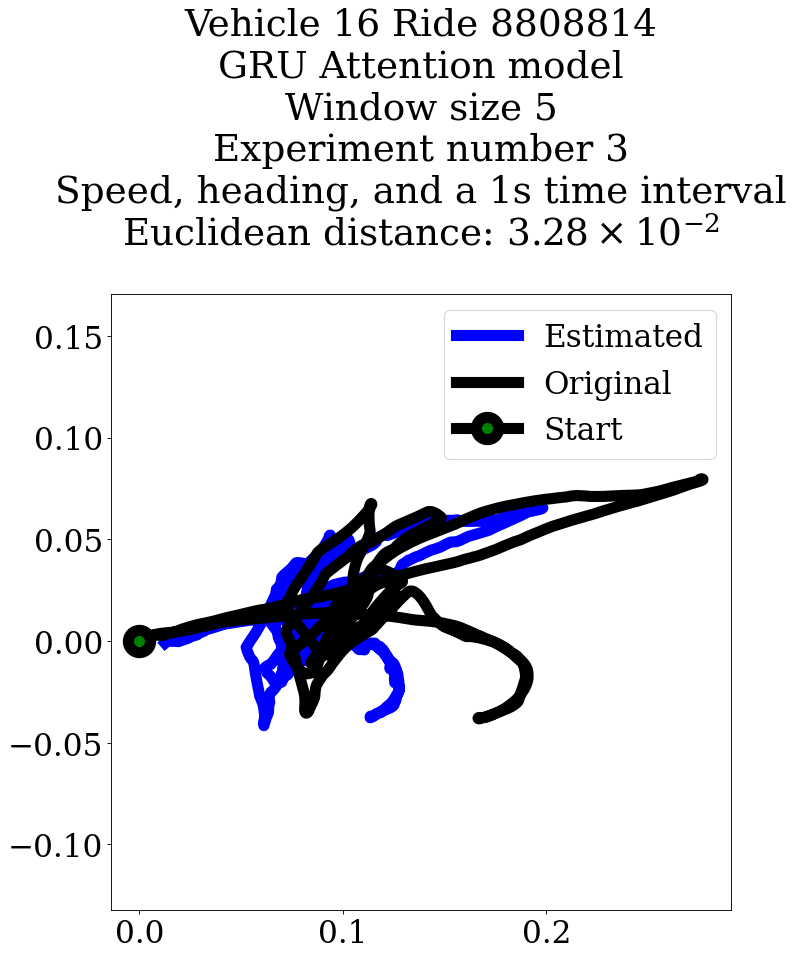 Vehicle 16 Ride 8808814
GRU Attention model
Window size 5
Experiment number 3
Speed, heading, and a 1s time interval
Euclidean distance: 3.28 × 10⁻²
Estimated
Original
Start
0.15
0.10
0.05
0.00
−0.05
−0.10
0.0 0.1 0.2